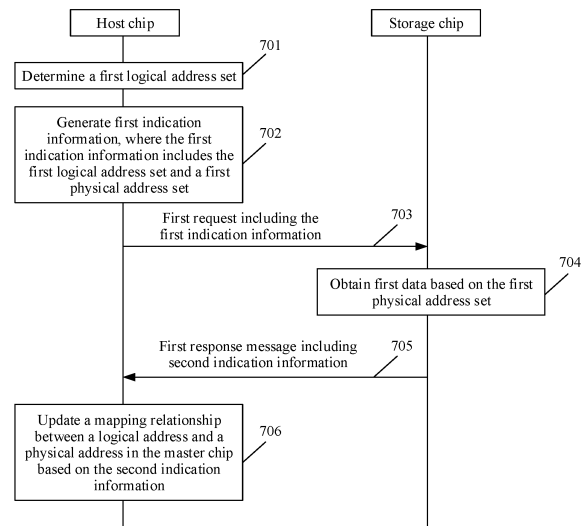 Host chip
Storage chip
701
Determine a first logical address set
702
Generate first indication
information, where the first
indication information includes the
first logical address set and a first
physical address set
703
First request including the
first indication information
704
Obtain first data based on the first
physical address set
705
First response message including
second indication information
706
Update a mapping relationship
between a logical address and a
physical address in the master chip
based on the second indication
information